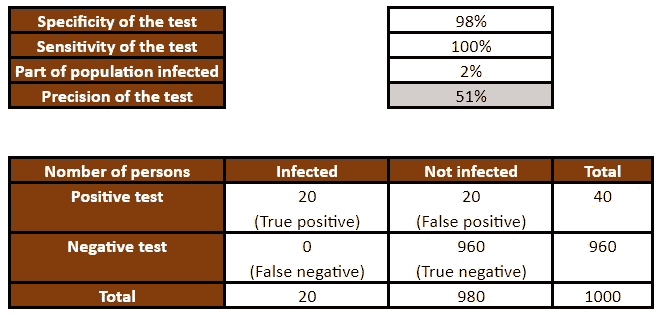 Specificity of the test 98%
Sensitivity of the test 100%
Part of population infected 2%
Precision of the test 51%
Nomber of persons Infected Not infected Total
Positive test 20 20 40
(True positive) (False positive)
Negative test 0 960 960
(False negative) (True negative)
Total 20 980 1000